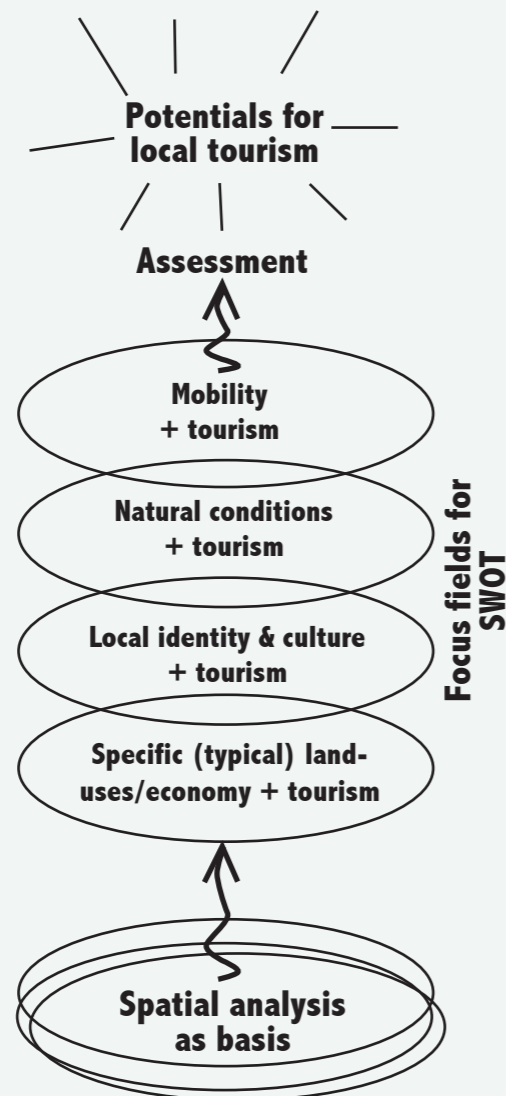 Potentials for
local tourism
Assessment
Mobility
+ tourism
Natural conditions
+ tourism
Local identity & culture
+ tourism
Specific (typical) land-
uses/economy + tourism
Focus fields for
SWOT
Spatial analysis
as basis